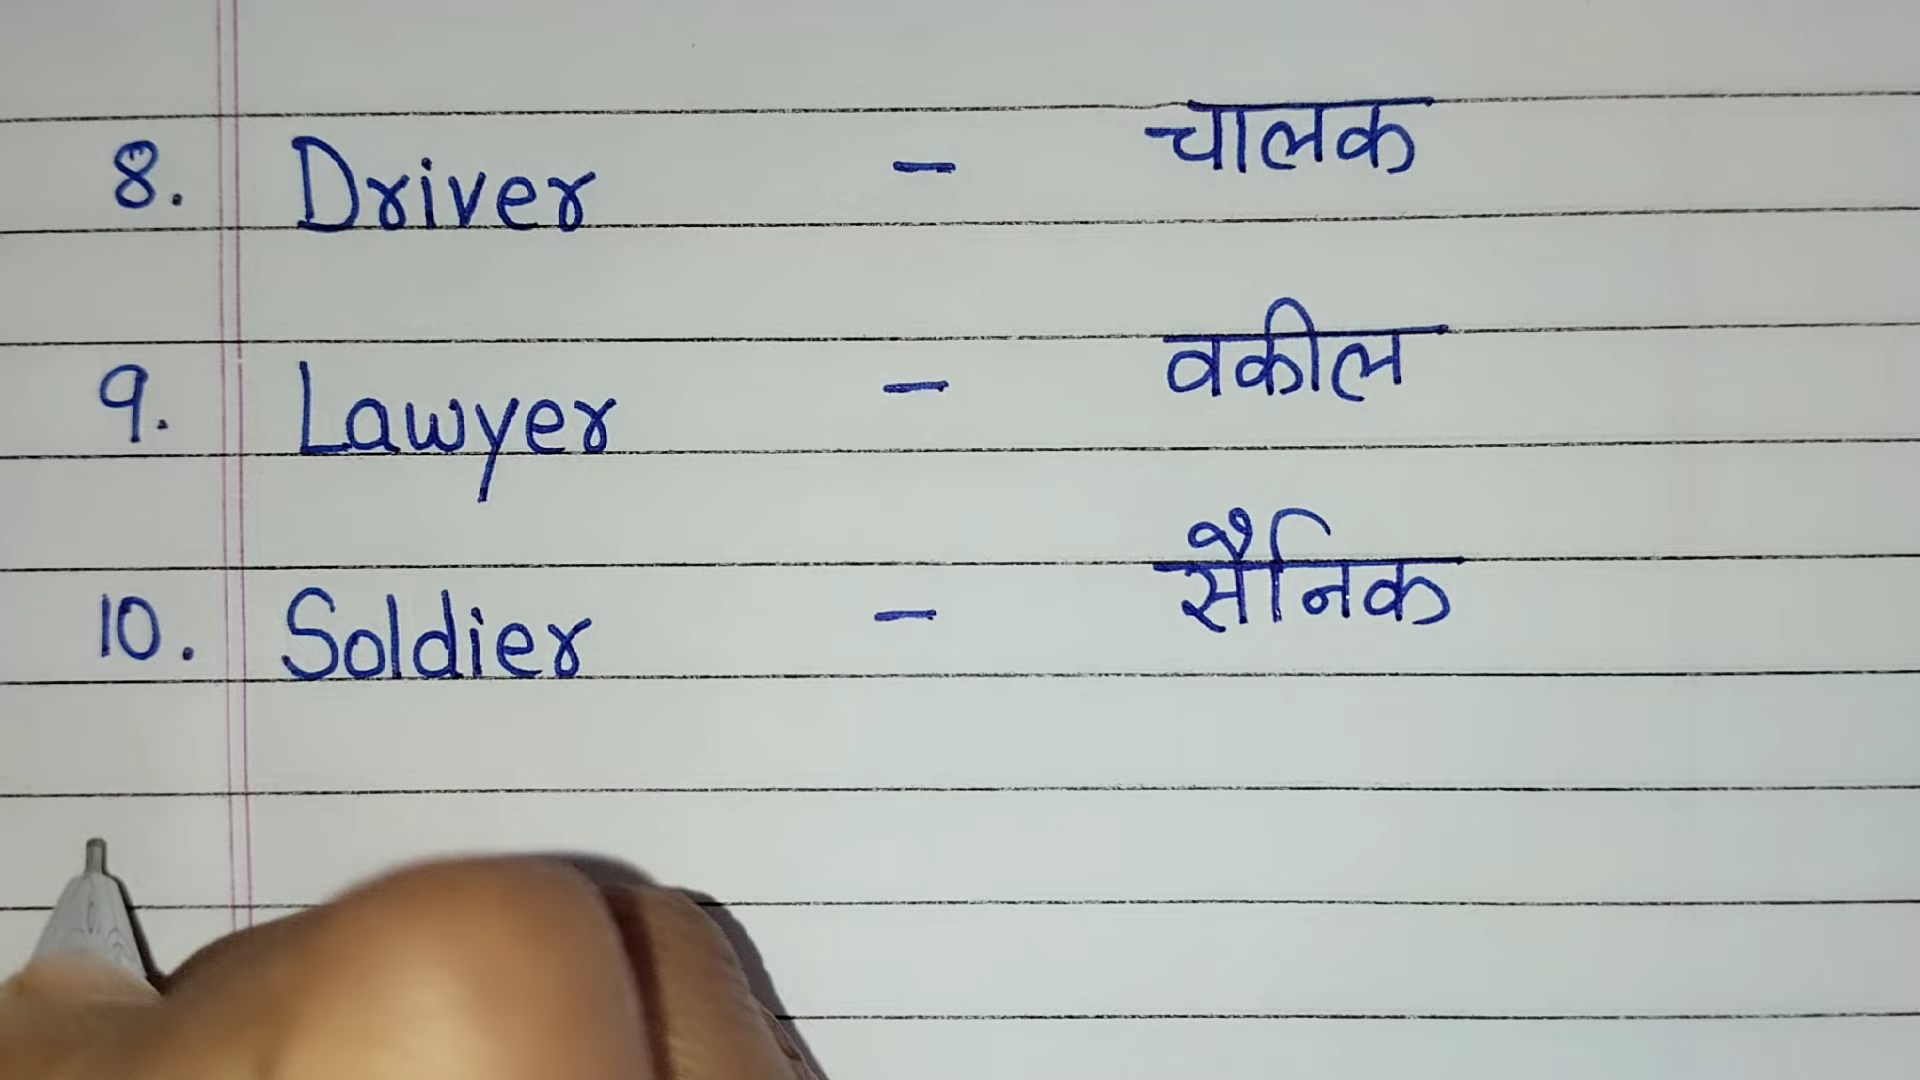 8. Driver - चालक
9. Lawyer - वकील
10. Soldier - सैनिक